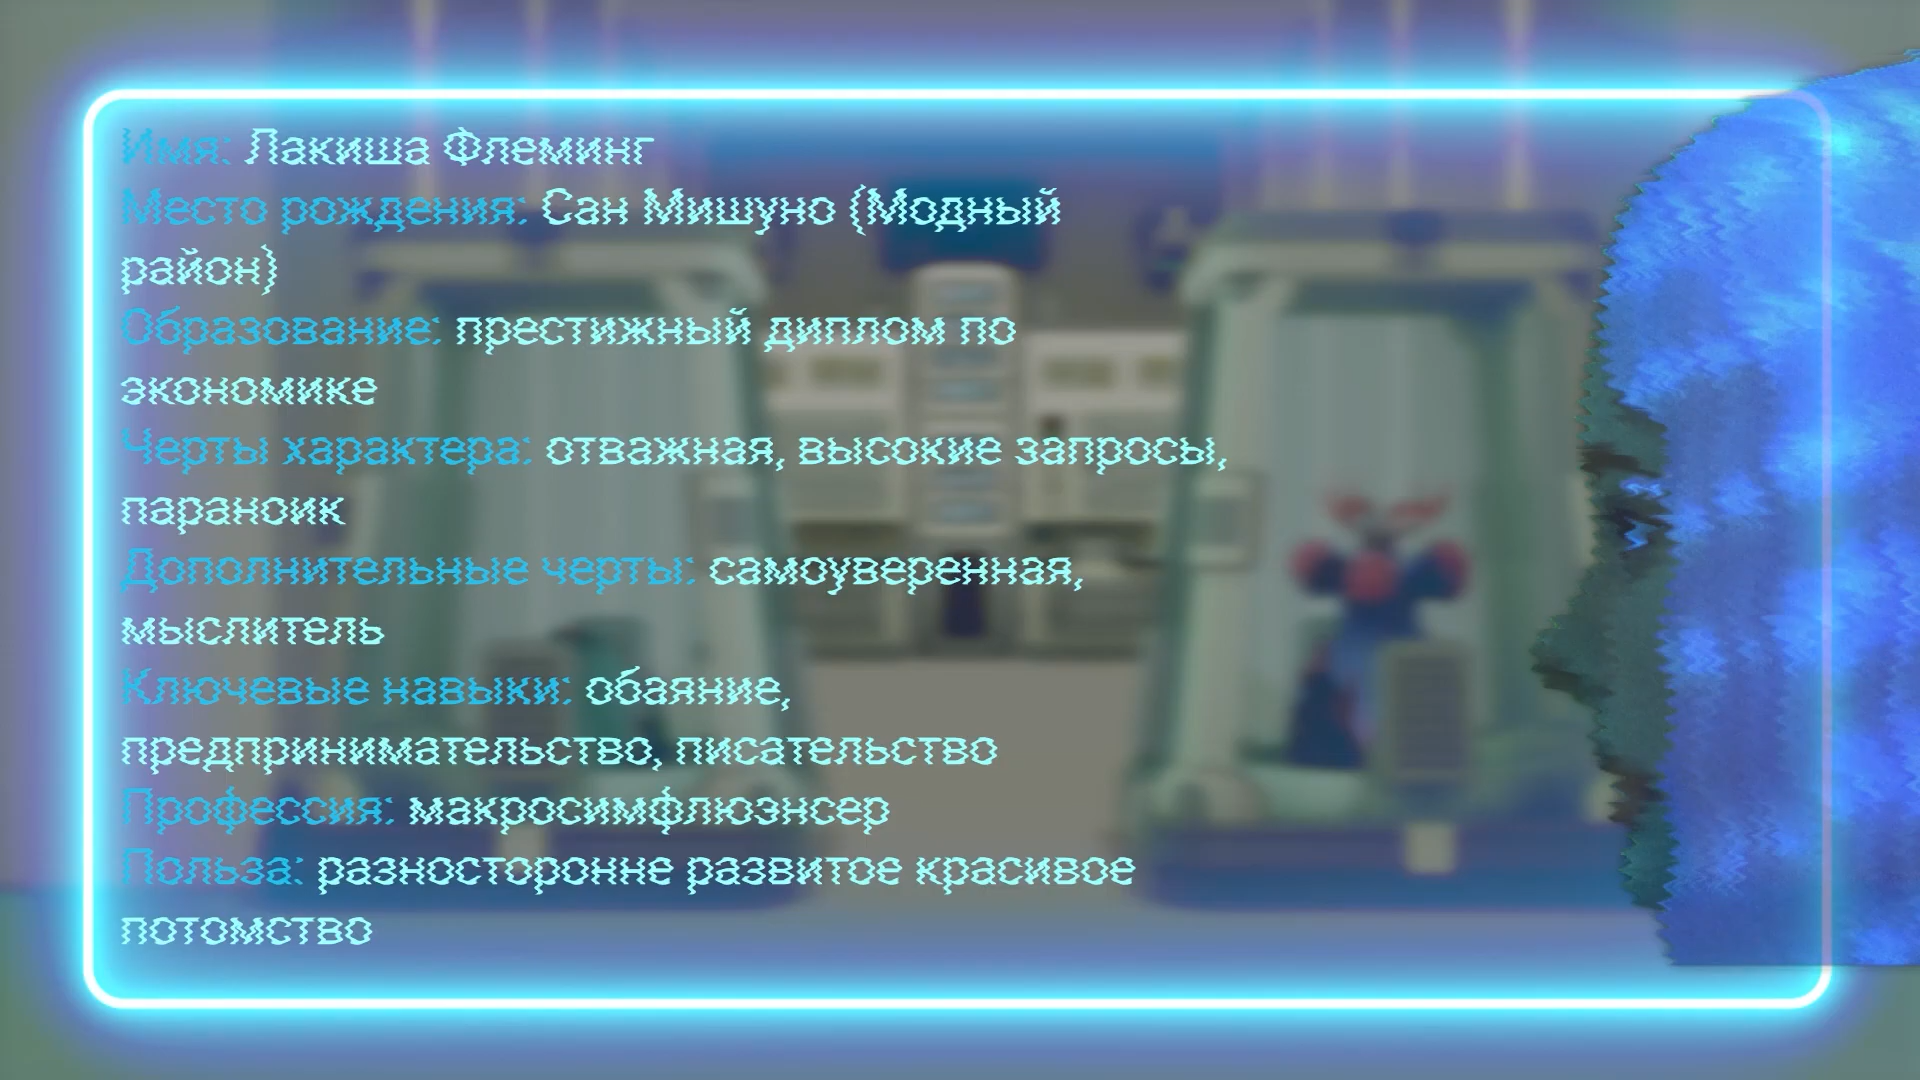 Имя: Лакиша Флеминг
Место рождения: Сан Мишуно (Модный
район)
Образование: престижный диплом по
экономике
Черты характера: отважная, высокие запросы,
параноик
Дополнительные черты: самоуверенная,
мыслитель
Ключевые навыки: обаяние,
предпринимательство, писательство
Профессия: макросимфлюэнсер
Польза: разносторонне развитое красивое
потомство